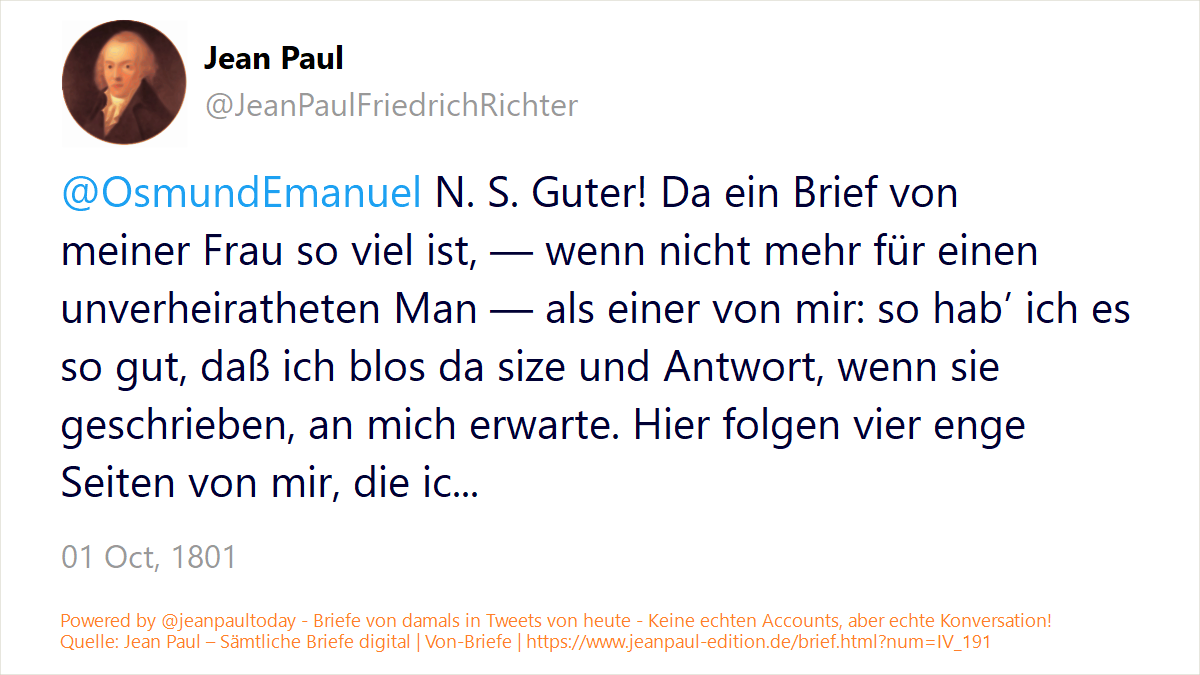 Jean Paul
@JeanPaulFriedrichRichter
@OsmundEmanuel N. S. Guter! Da ein Brief von
meiner Frau so viel ist, — wenn nicht mehr für einen
unverheiratheten Man — als einer von mir: so hab’ ich es
so gut, daß ich blos da size und Antwort, wenn sie
geschrieben, an mich erwarte. Hier folgen vier enge
Seiten von mir, die ic...
01 Oct, 1801
Powered by @jeanpaultoday - Briefe von damals in Tweets von heute - Keine echten Accounts, aber echte Konversation!
Quelle: Jean Paul – Sämtliche Briefe digital | Von-Briefe | https://www.jeanpaul-edition.de/brief.html?num=IV_191